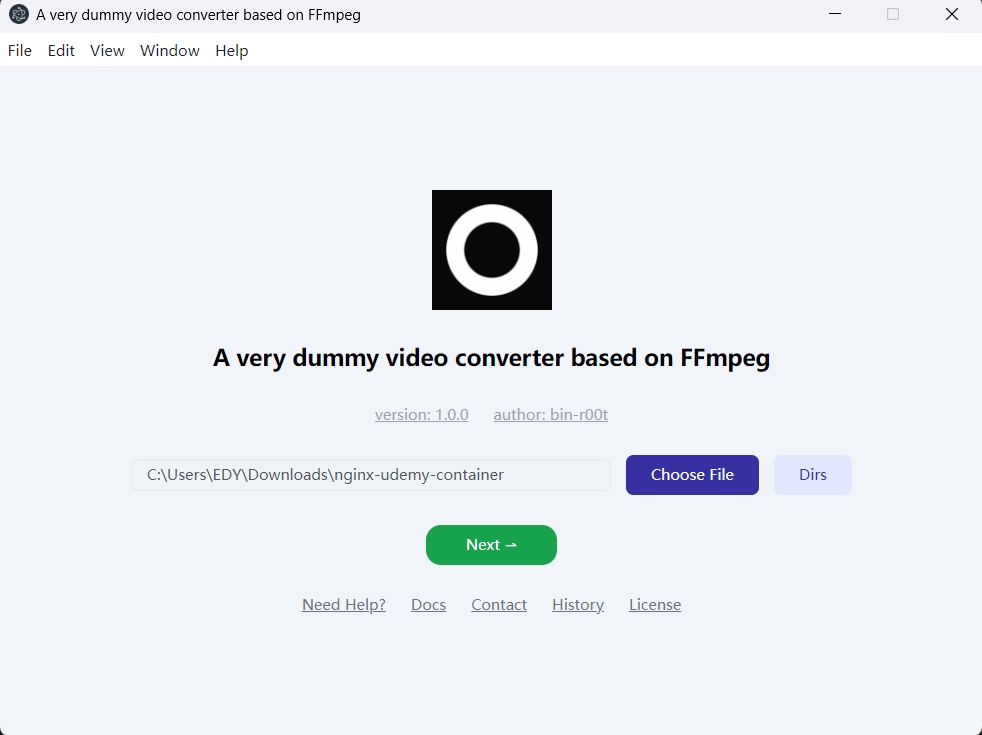 A very dummy video converter based on FFmpeg
File Edit View Window Help
A very dummy video converter based on FFmpeg
version: 1.0.0 author: bin-r00t
C:\Users\EDY\Downloads\nginx-udemy-container Choose File Dirs
Next ⇀
Need Help? Docs Contact History License